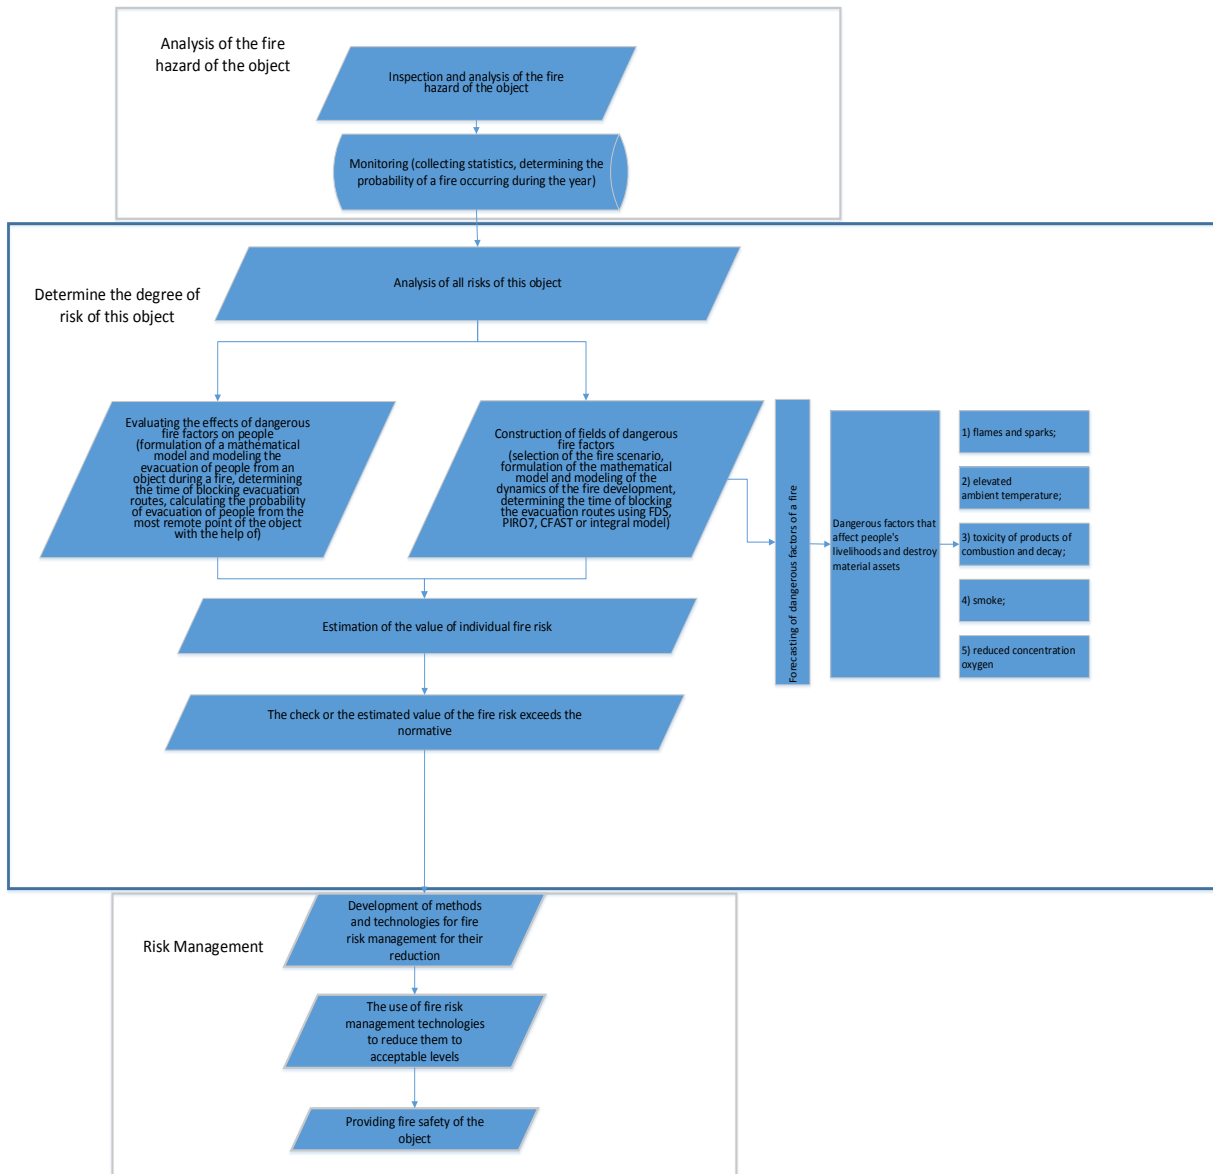 Analysis of the fire
hazard of the object
Inspection and analysis of the fire
hazard of the object
Monitoring (collecting statistics, determining the
probability of a fire occurring during the year)
Determine the degree of
risk of this object
Analysis of all risks of this object
Evaluating the effects of dangerous
fire factors on people
(formulation of a mathematical
model and modeling the
evacuation of people from an
object during a fire, determining
the time of blocking evacuation
routes, calculating the probability
of evacuation of people from the
most remote point of the object
with the help of)
Construction of fields of dangerous
fire factors
(selection of the fire scenario,
formulation of the mathematical
model and modeling of the
dynamics of the fire development,
determining the time of blocking
the evacuation routes using FDS,
PIRO7, CFAST or integral model)
Forecasting of dangerous factors of a fire
Dangerous factors that
affect people's
livelihoods and destroy
material assets
1) flames and sparks;
2) elevated
ambient temperature;
3) toxicity of products of
combustion and decay;
4) smoke;
5) reduced concentration
oxygen
Estimation of the value of individual fire risk
The check or the estimated value of the fire risk exceeds the
normative
Risk Management
Development of methods
and technologies for fire
risk management for their
reduction
The use of fire risk
management technologies
to reduce them to
acceptable levels
Providing fire safety of the
object